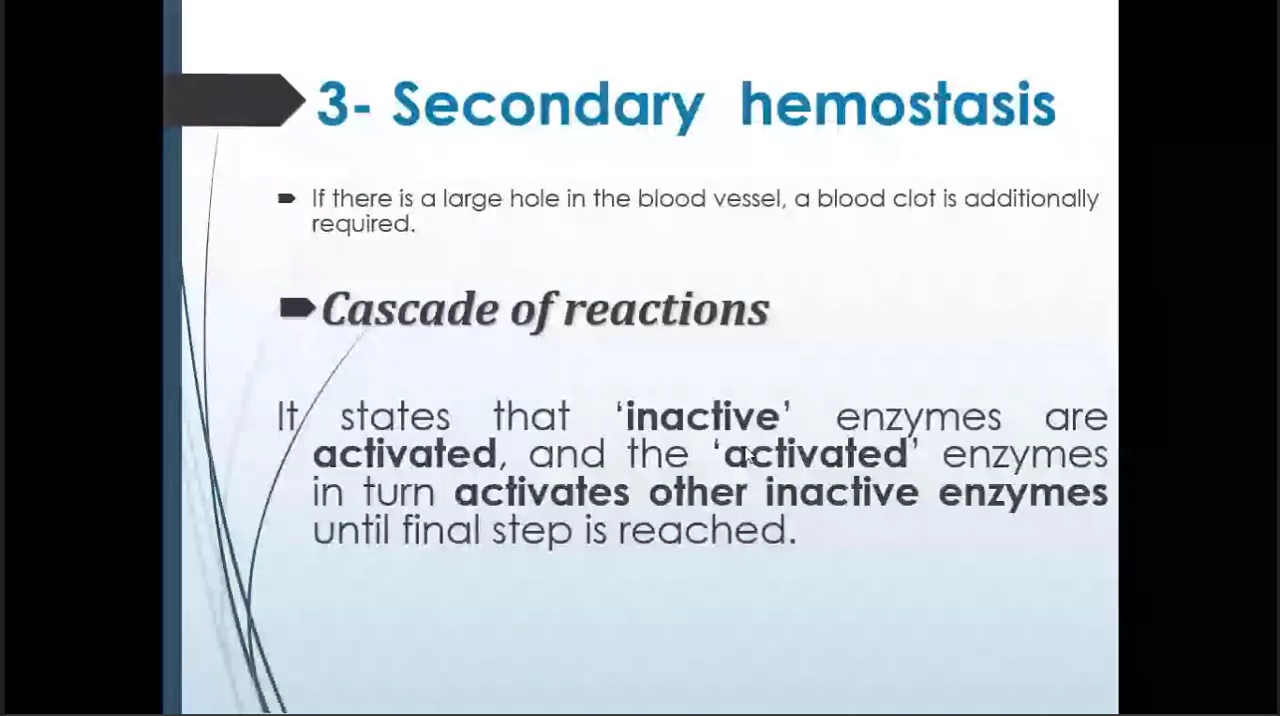 3- Secondary hemostasis
If there is a large hole in the blood vessel, a blood clot is additionally
required.
Cascade of reactions
It states that ‘inactive’ enzymes are
activated, and the ‘activated’ enzymes
in turn activates other inactive enzymes
until final step is reached.